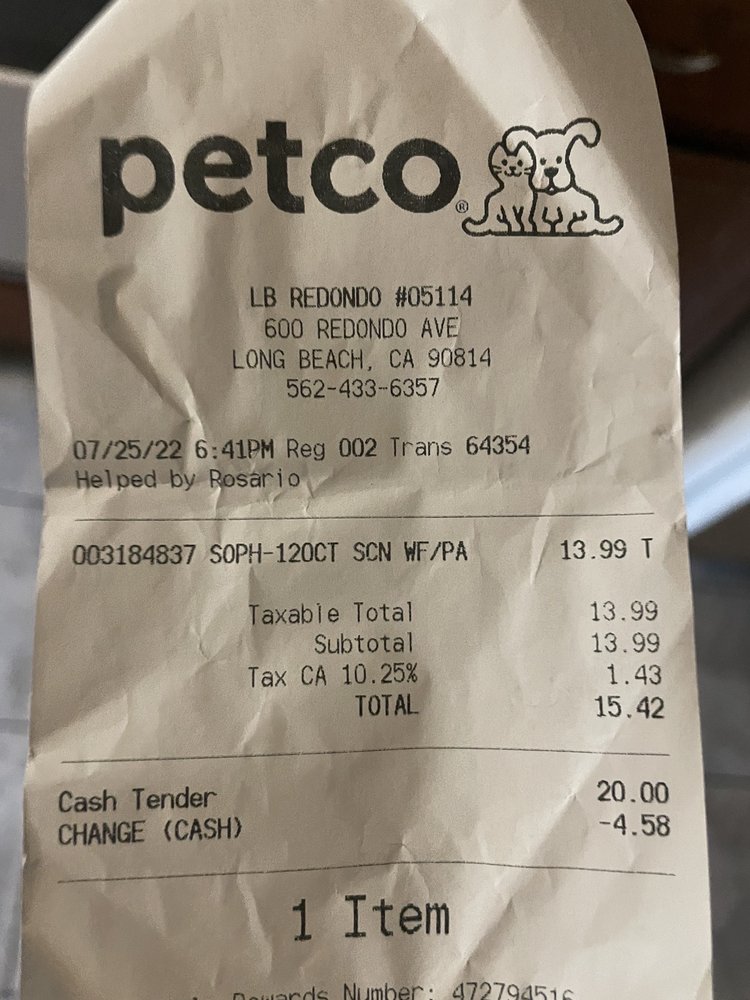 petco®
LB REDONDO #05114
600 REDONDO AVE
LONG BEACH, CA 90814
562-433-6357
07/25/22 6:41PM Reg 002 Trans 64354
Helped by Rosario
003184837 SOPH-120CT SCN WF/PA 13.99 T
Taxable Total 13.99
Subtotal 13.99
Tax CA 10.25% 1.43
TOTAL 15.42
Cash Tender 20.00
CHANGE (CASH) -4.58
1 Item
Rewards Number: 472794516